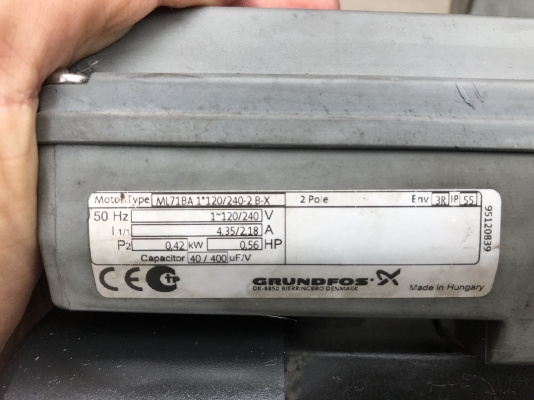 Motor Type ML71BA 1*120/240-2 B-X 2 Pole Env 3R IP 55
50 Hz 1~120/240 V
I 1/1 4,35/2,18 A
P2 0,42 kW 0,56 HP
Capacitor 40 / 400 uF/V
CE C tr GRUNDFOS X
DK-8850 BJERRINGBRO DENMARK
Made in Hungary
95120839